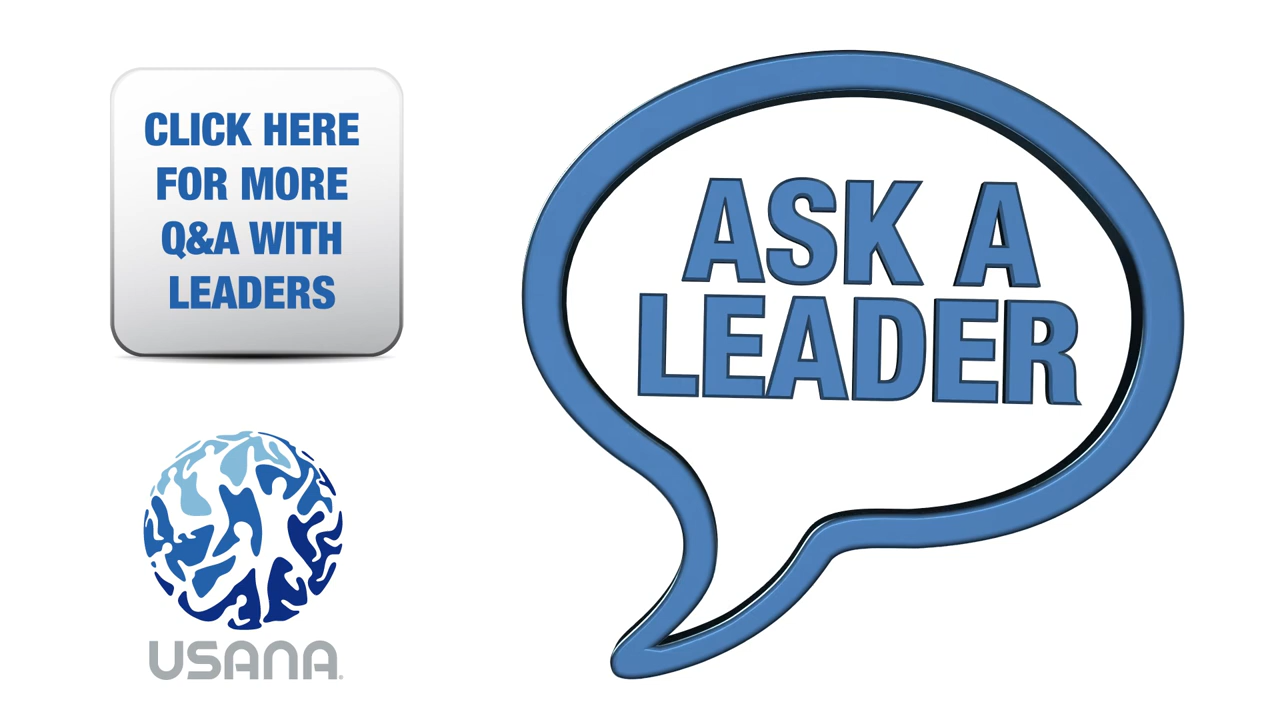 CLICK HERE
FOR MORE
Q&A WITH
LEADERS
USANA
ASK A
LEADER